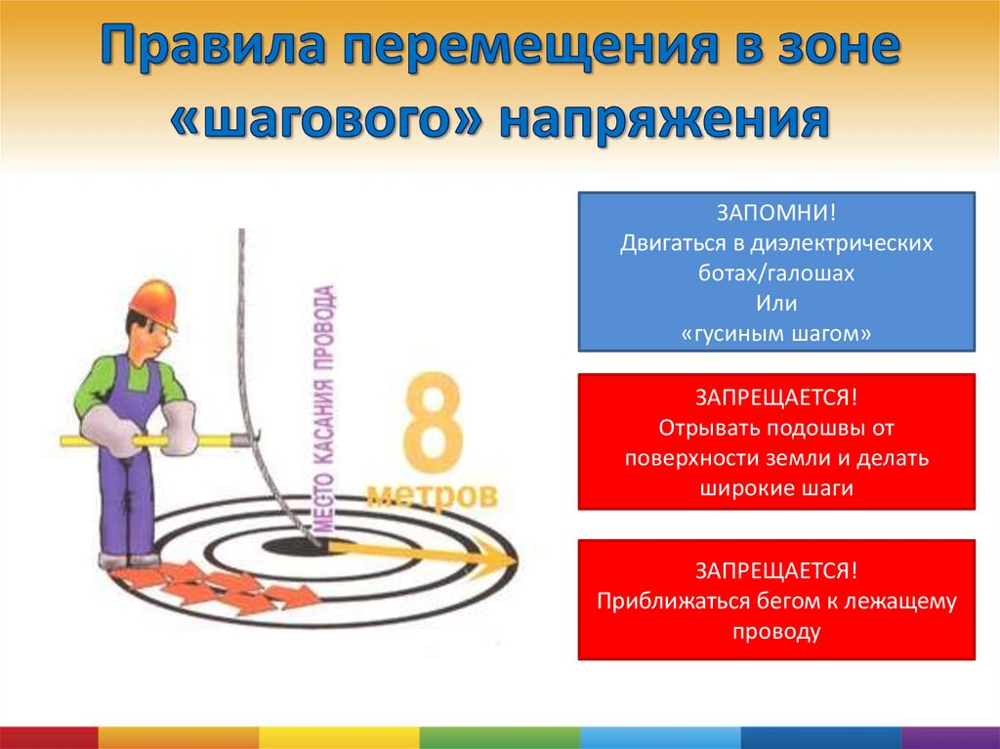 Правила перемещения в зоне
«шагового» напряжения
ЗАПОМНИ!
Двигаться в диэлектрических
ботах/галошах
Или
«гусиным шагом»
МЕСТО КАСАНИЯ ПРОВОДА
8
метров
ЗАПРЕЩАЕТСЯ!
Отрывать подошвы от
поверхности земли и делать
широкие шаги
ЗАПРЕЩАЕТСЯ!
Приближаться бегом к лежащему
проводу